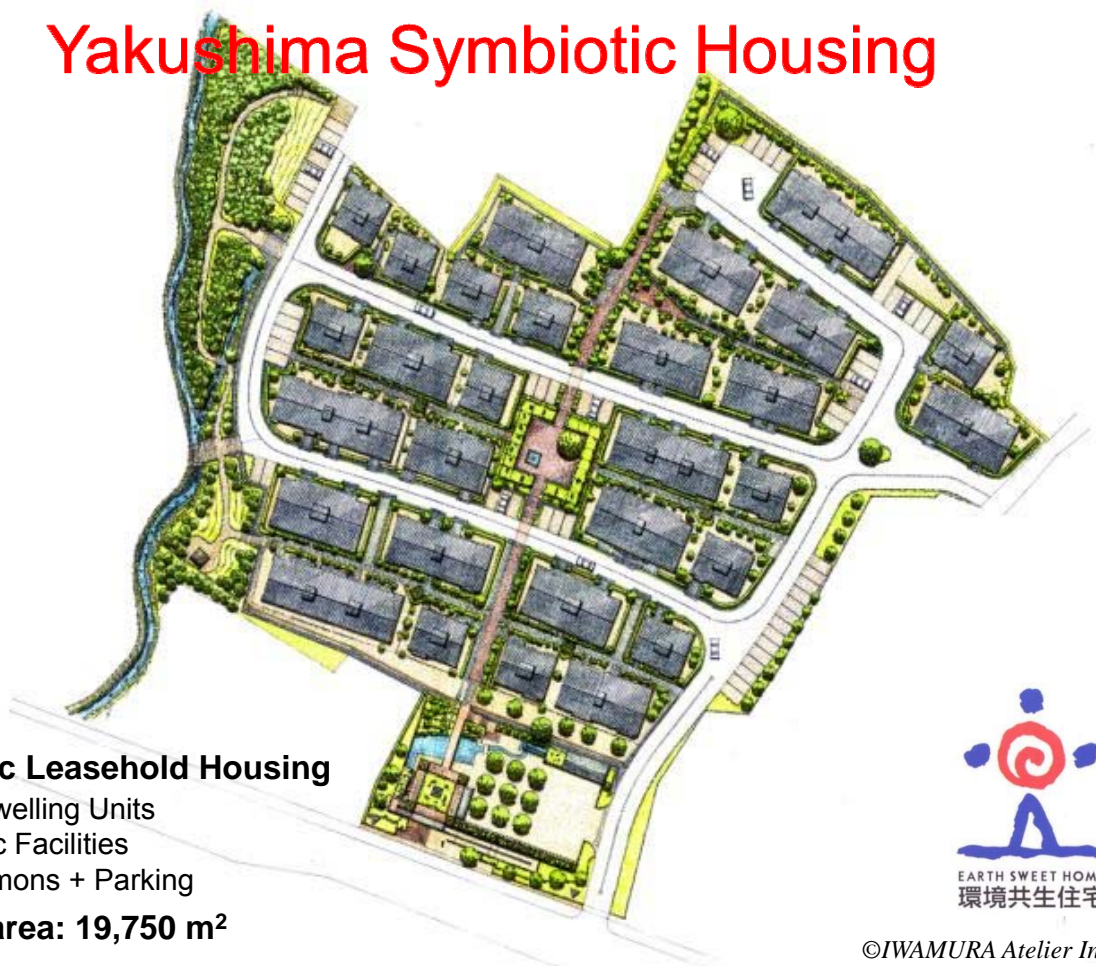 Yakushima Symbiotic Housing
c Leasehold Housing
welling Units
c Facilities
mons + Parking
area: 19,750 m²
EARTH SWEET HOM
環境共生住宅
©IWAMURA Atelier In